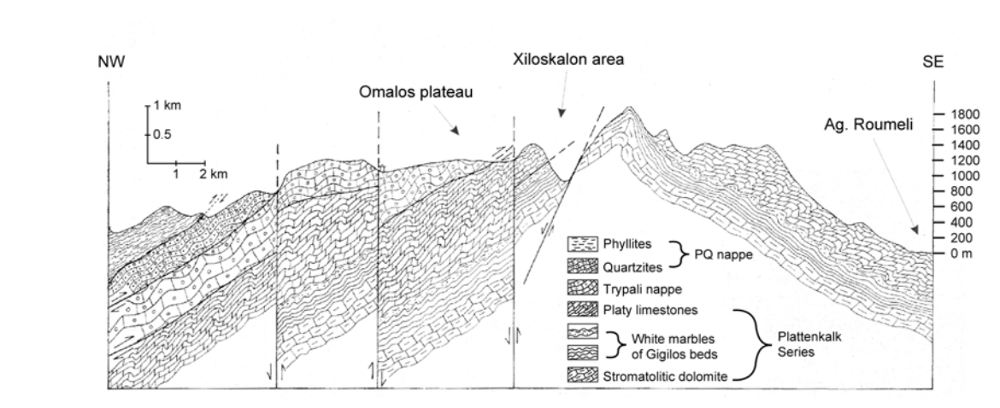 NW
Xiloskalon area
SE
Omalos plateau
1 km
0.5
1
2 km
Ag. Roumeli
1800
1600
1400
1200
1000
800
600
400
200
0 m
Phyllites
Quartzites
PQ nappe
Trypali nappe
Platy limestones
White marbles
of Gigilos beds
Stromatolitic dolomite
Plattenkalk
Series